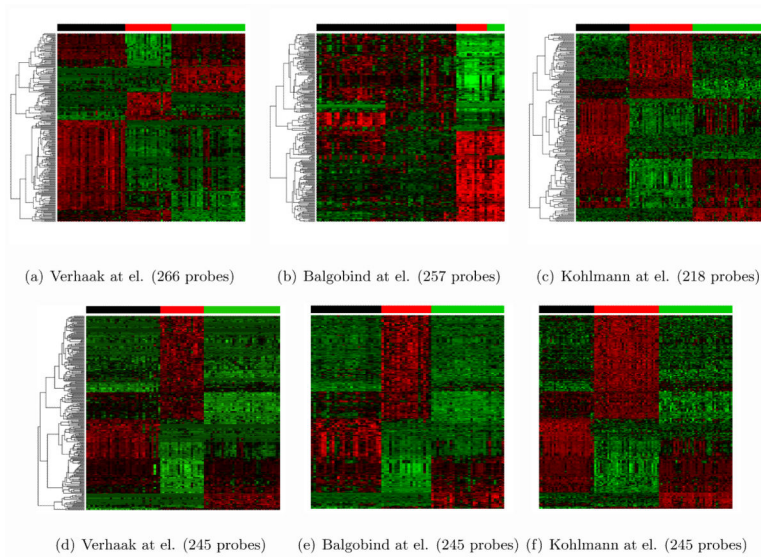 (a) Verhaak at el. (266 probes)
(b) Balgobind at el. (257 probes)
(c) Kohlmann at el. (218 probes)
(d) Verhaak at el. (245 probes)
(e) Balgobind at el. (245 probes)
(f) Kohlmann at el. (245 probes)